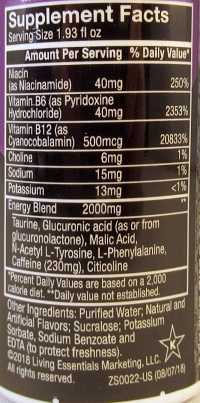 Supplement Facts
Serving Size 1.93 fl oz
Amount Per Serving % Daily Value*
Niacin
(as Niacinamide) 40mg 250%
Vitamin B6 (as Pyridoxine
Hydrochloride) 40mg 2353%
Vitamin B12 (as
Cyanocobalamin) 500mcg 20833%
Choline 6mg 1%
Sodium 15mg 1%
Potassium 13mg <1%
Energy Blend 2000mg **
Taurine, Glucuronic acid (as or from
glucuronolactone), Malic Acid,
N-Acetyl L-Tyrosine, L-Phenylalanine,
Caffeine (230mg), Citicoline
*Percent Daily Values are based on a 2,000
calorie diet. **Daily value not established.
Other Ingredients: Purified Water; Natural and
Artificial Flavors; Sucralose; Potassium
Sorbate, Sodium Benzoate and
EDTA (to protect freshness).
©2018 Living Essentials Marketing, LLC.
All rights reserved.
K
ZS0022-US (08/07/18)